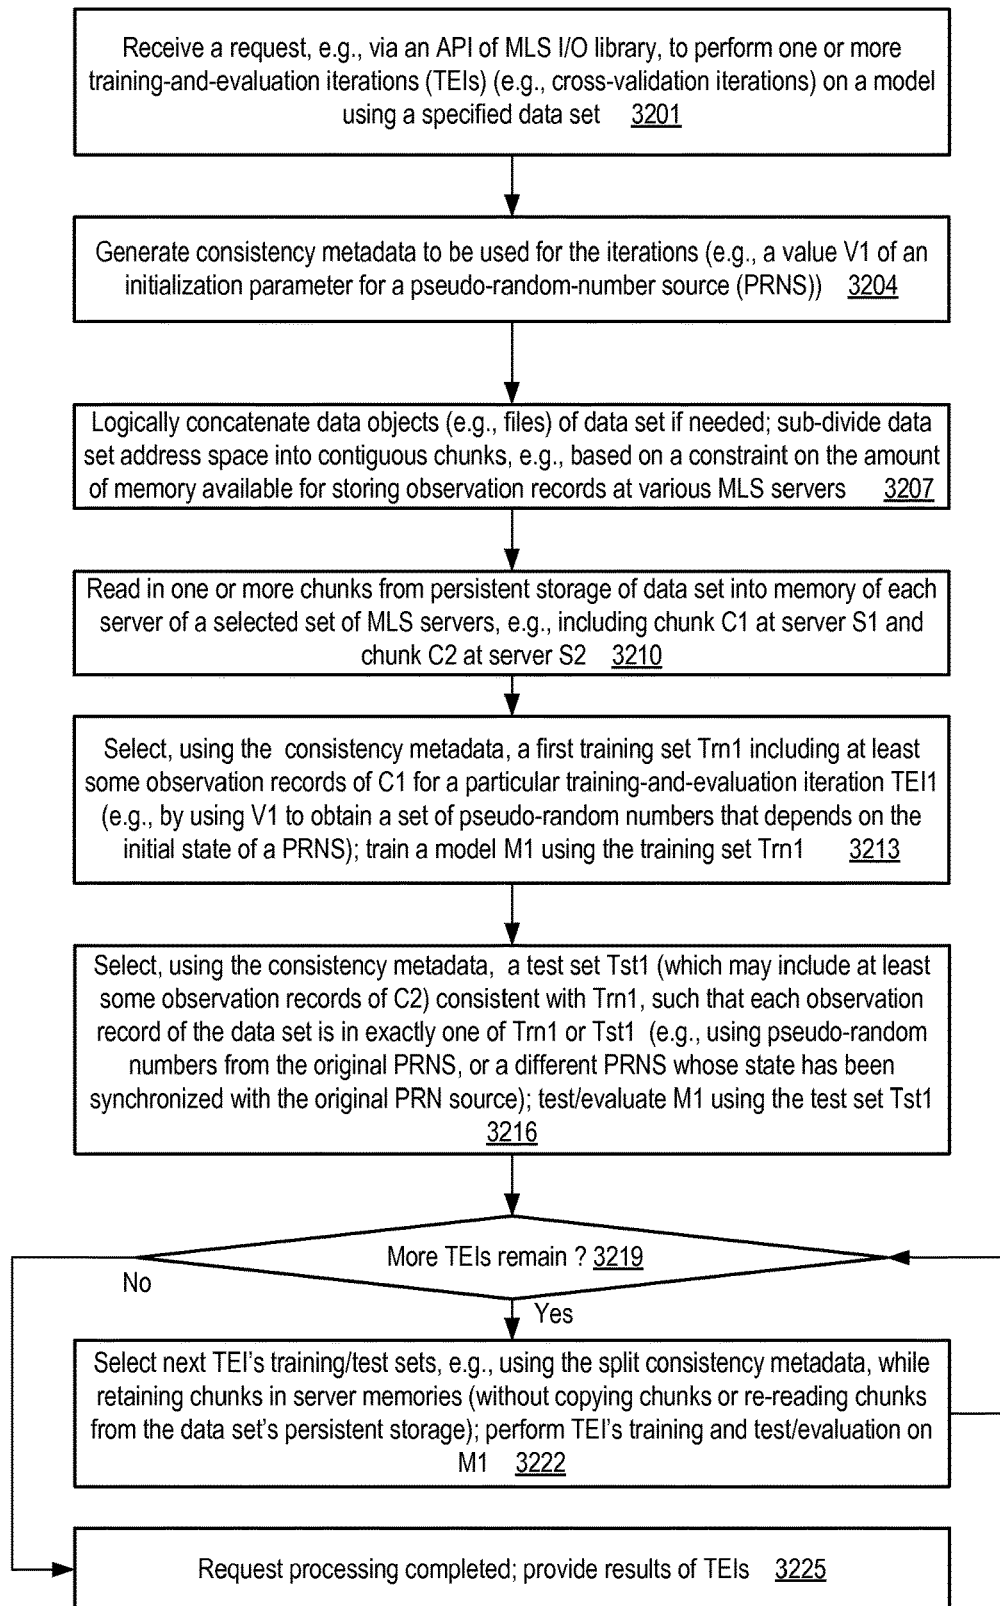 Receive a request, e.g., via an API of MLS I/O library, to perform one or more
training-and-evaluation iterations (TEIs) (e.g., cross-validation iterations) on a model
using a specified data set 3201
Generate consistency metadata to be used for the iterations (e.g., a value V1 of an
initialization parameter for a pseudo-random-number source (PRNS)) 3204
Logically concatenate data objects (e.g., files) of data set if needed; sub-divide data
set address space into contiguous chunks, e.g., based on a constraint on the amount
of memory available for storing observation records at various MLS servers 3207
Read in one or more chunks from persistent storage of data set into memory of each
server of a selected set of MLS servers, e.g., including chunk C1 at server S1 and
chunk C2 at server S2 3210
Select, using the consistency metadata, a first training set Trn1 including at least
some observation records of C1 for a particular training-and-evaluation iteration TEI1
(e.g., by using V1 to obtain a set of pseudo-random numbers that depends on the
initial state of a PRNS); train a model M1 using the training set Trn1 3213
Select, using the consistency metadata, a test set Tst1 (which may include at least
some observation records of C2) consistent with Trn1, such that each observation
record of the data set is in exactly one of Trn1 or Tst1 (e.g., using pseudo-random
numbers from the original PRNS, or a different PRNS whose state has been
synchronized with the original PRN source); test/evaluate M1 using the test set Tst1
3216
More TEIs remain ? 3219
No
Yes
Select next TEI's training/test sets, e.g., using the split consistency metadata, while
retaining chunks in server memories (without copying chunks or re-reading chunks
from the data set's persistent storage); perform TEI's training and test/evaluation on
M1 3222
Request processing completed; provide results of TEIs 3225